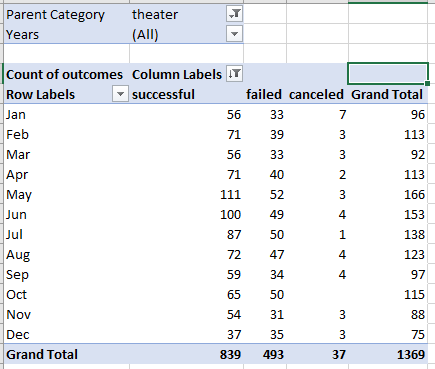 Parent Category theater
Years (All)
Count of outcomes Column Labels
Row Labels successful failed canceled Grand Total
Jan 56 33 7 96
Feb 71 39 3 113
Mar 56 33 3 92
Apr 71 40 2 113
May 111 52 3 166
Jun 100 49 4 153
Jul 87 50 1 138
Aug 72 47 4 123
Sep 59 34 4 97
Oct 65 50 115
Nov 54 31 3 88
Dec 37 35 3 75
Grand Total 839 493 37 1369